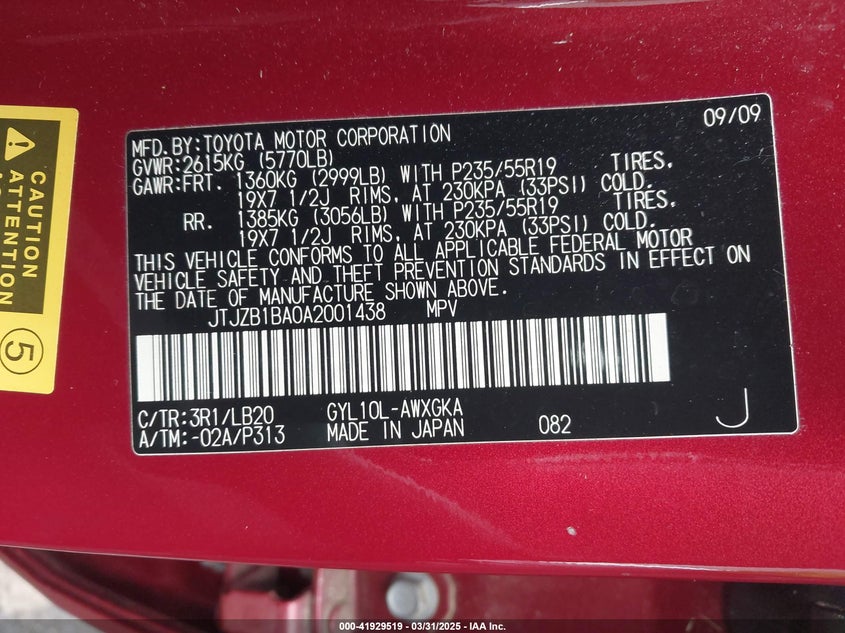 CAUTION
ATTENTION
5
09/09
MFD.BY:TOYOTA MOTOR CORPORATION
GVWR:2615KG (5770LB)
GAWR:FRT. 1360KG (2999LB) WITH P235/55R19 TIRES,
19X7 1/2J RIMS, AT 230KPA (33PSI) COLD.
RR. 1385KG (3056LB) WITH P235/55R19 TIRES,
19X7 1/2J RIMS, AT 230KPA (33PSI) COLD.
THIS VEHICLE CONFORMS TO ALL APPLICABLE FEDERAL MOTOR
VEHICLE SAFETY AND THEFT PREVENTION STANDARDS IN EFFECT ON
THE DATE OF MANUFACTURE SHOWN ABOVE.
JTJZB1BA0A2001438 MPV
C/TR:3R1/LB20 GYL10L-AWXGKA
A/TM:-02A/P313 MADE IN JAPAN 082
J
000-41929519 / 03/31/2025 - IAA Inc.